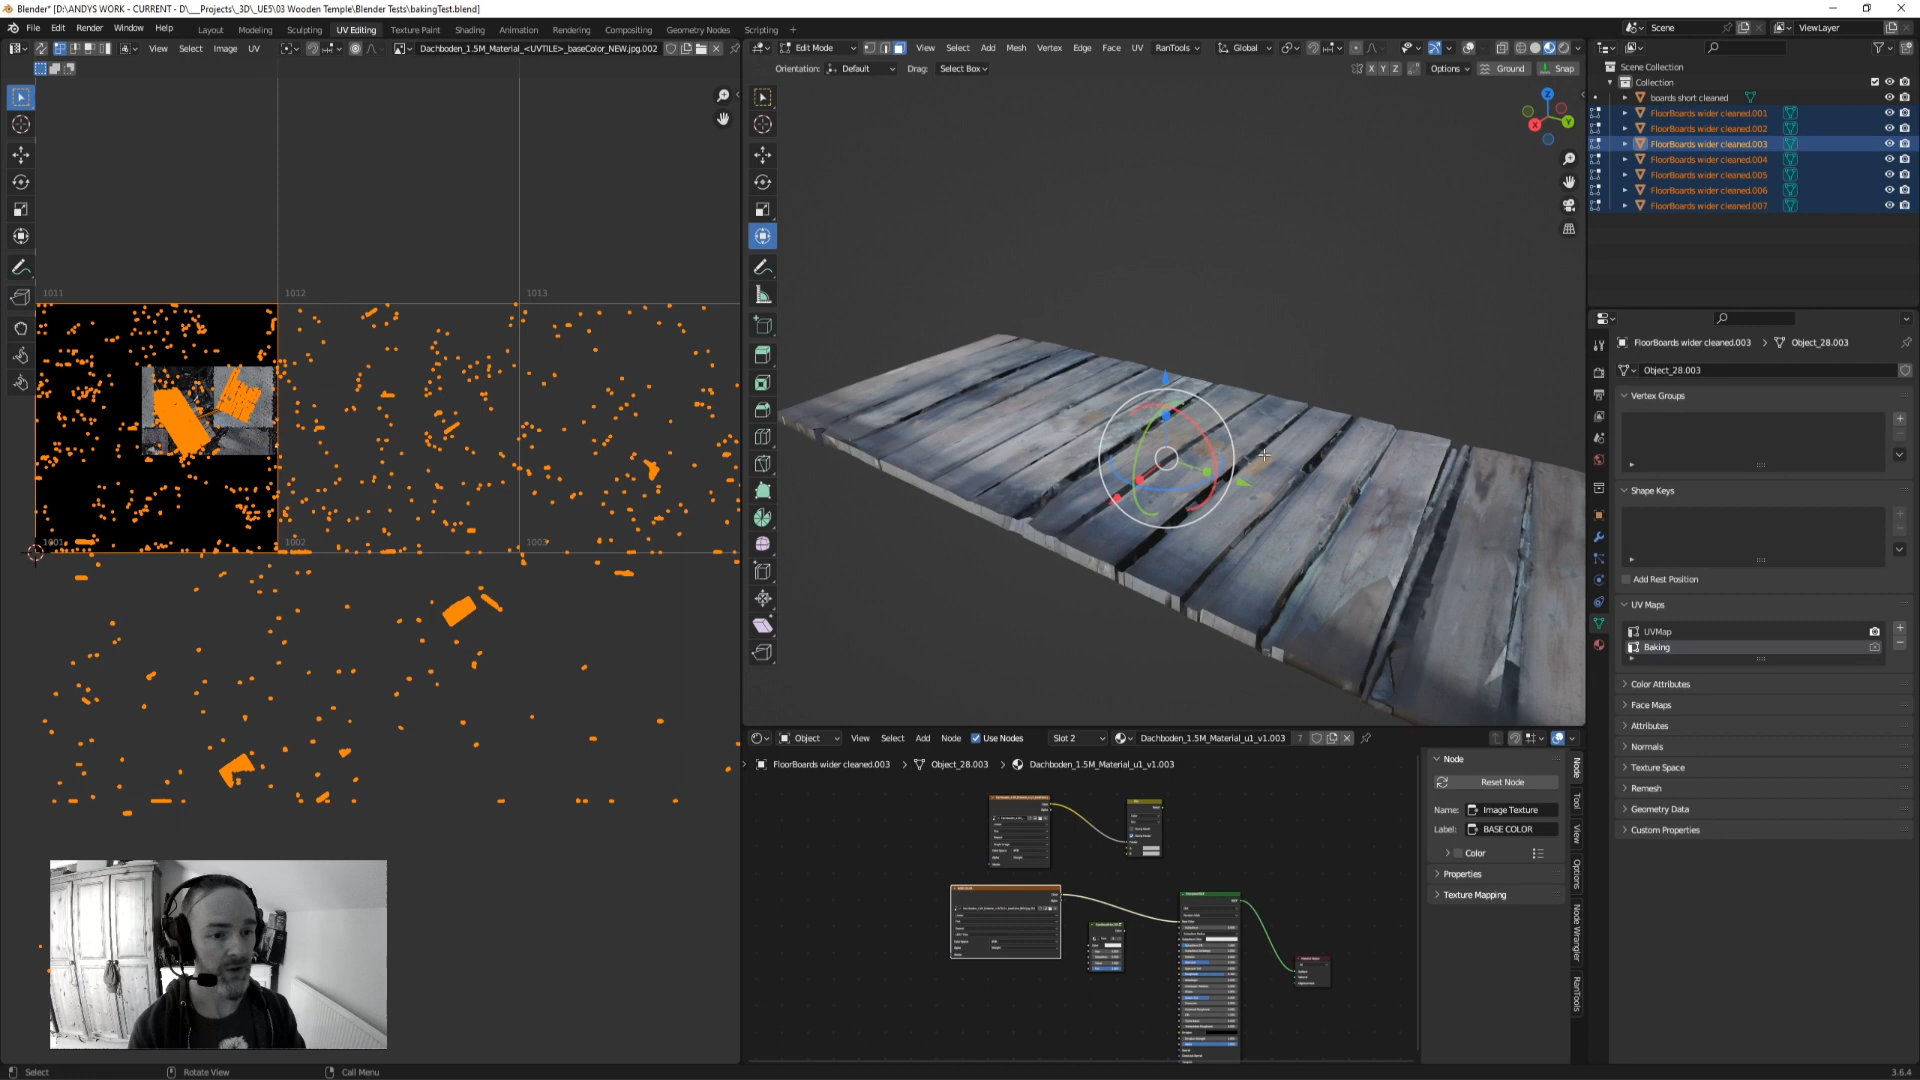 Blender* [D:\ANDYS WORK - CURRENT - D\___Projects\_3D\_UE5\03 Wooden Temple\Blender Tests\bakingTest.blend]
File Edit Render Window Help Layout Modeling Sculpting UV Editing Texture Paint Shading Animation Rendering Compositing Geometry Nodes Scripting + Scene ViewLayer
View Select Image UV Dachboden_1.5M_Material_<UVTILE>_baseColor_NEW.jpg.002
Edit Mode View Select Add Mesh Vertex Edge Face UV RanTools Global
Orientation: Default Drag: Select Box X Y Z Options Ground Snap
Scene Collection
Collection
boards short cleaned
FloorBoards wider cleaned.001
FloorBoards wider cleaned.002
FloorBoards wider cleaned.003
FloorBoards wider cleaned.004
FloorBoards wider cleaned.005
FloorBoards wider cleaned.006
FloorBoards wider cleaned.007
Z
Y
X
1011 1012 1013
1001 1002 1003
FloorBoards wider cleaned.003 > Object_28.003
Object_28.003
Vertex Groups
Shape Keys
Add Rest Position
UV Maps
UVMap
Baking
Color Attributes
Face Maps
Attributes
Normals
Texture Space
Remesh
Geometry Data
Custom Properties
Object View Select Add Node Use Nodes Slot 2 Dachboden_1.5M_Material_u1_v1.003 7
FloorBoards wider cleaned.003 > Object_28.003 > Dachboden_1.5M_Material_u1_v1.003
Node
Reset Node
Name: Image Texture
Label: BASE COLOR
Color
Properties
Texture Mapping
Node
Tool
View
Options
Node Wrangler
RanTools
Select Rotate View Call Menu 3.6.4